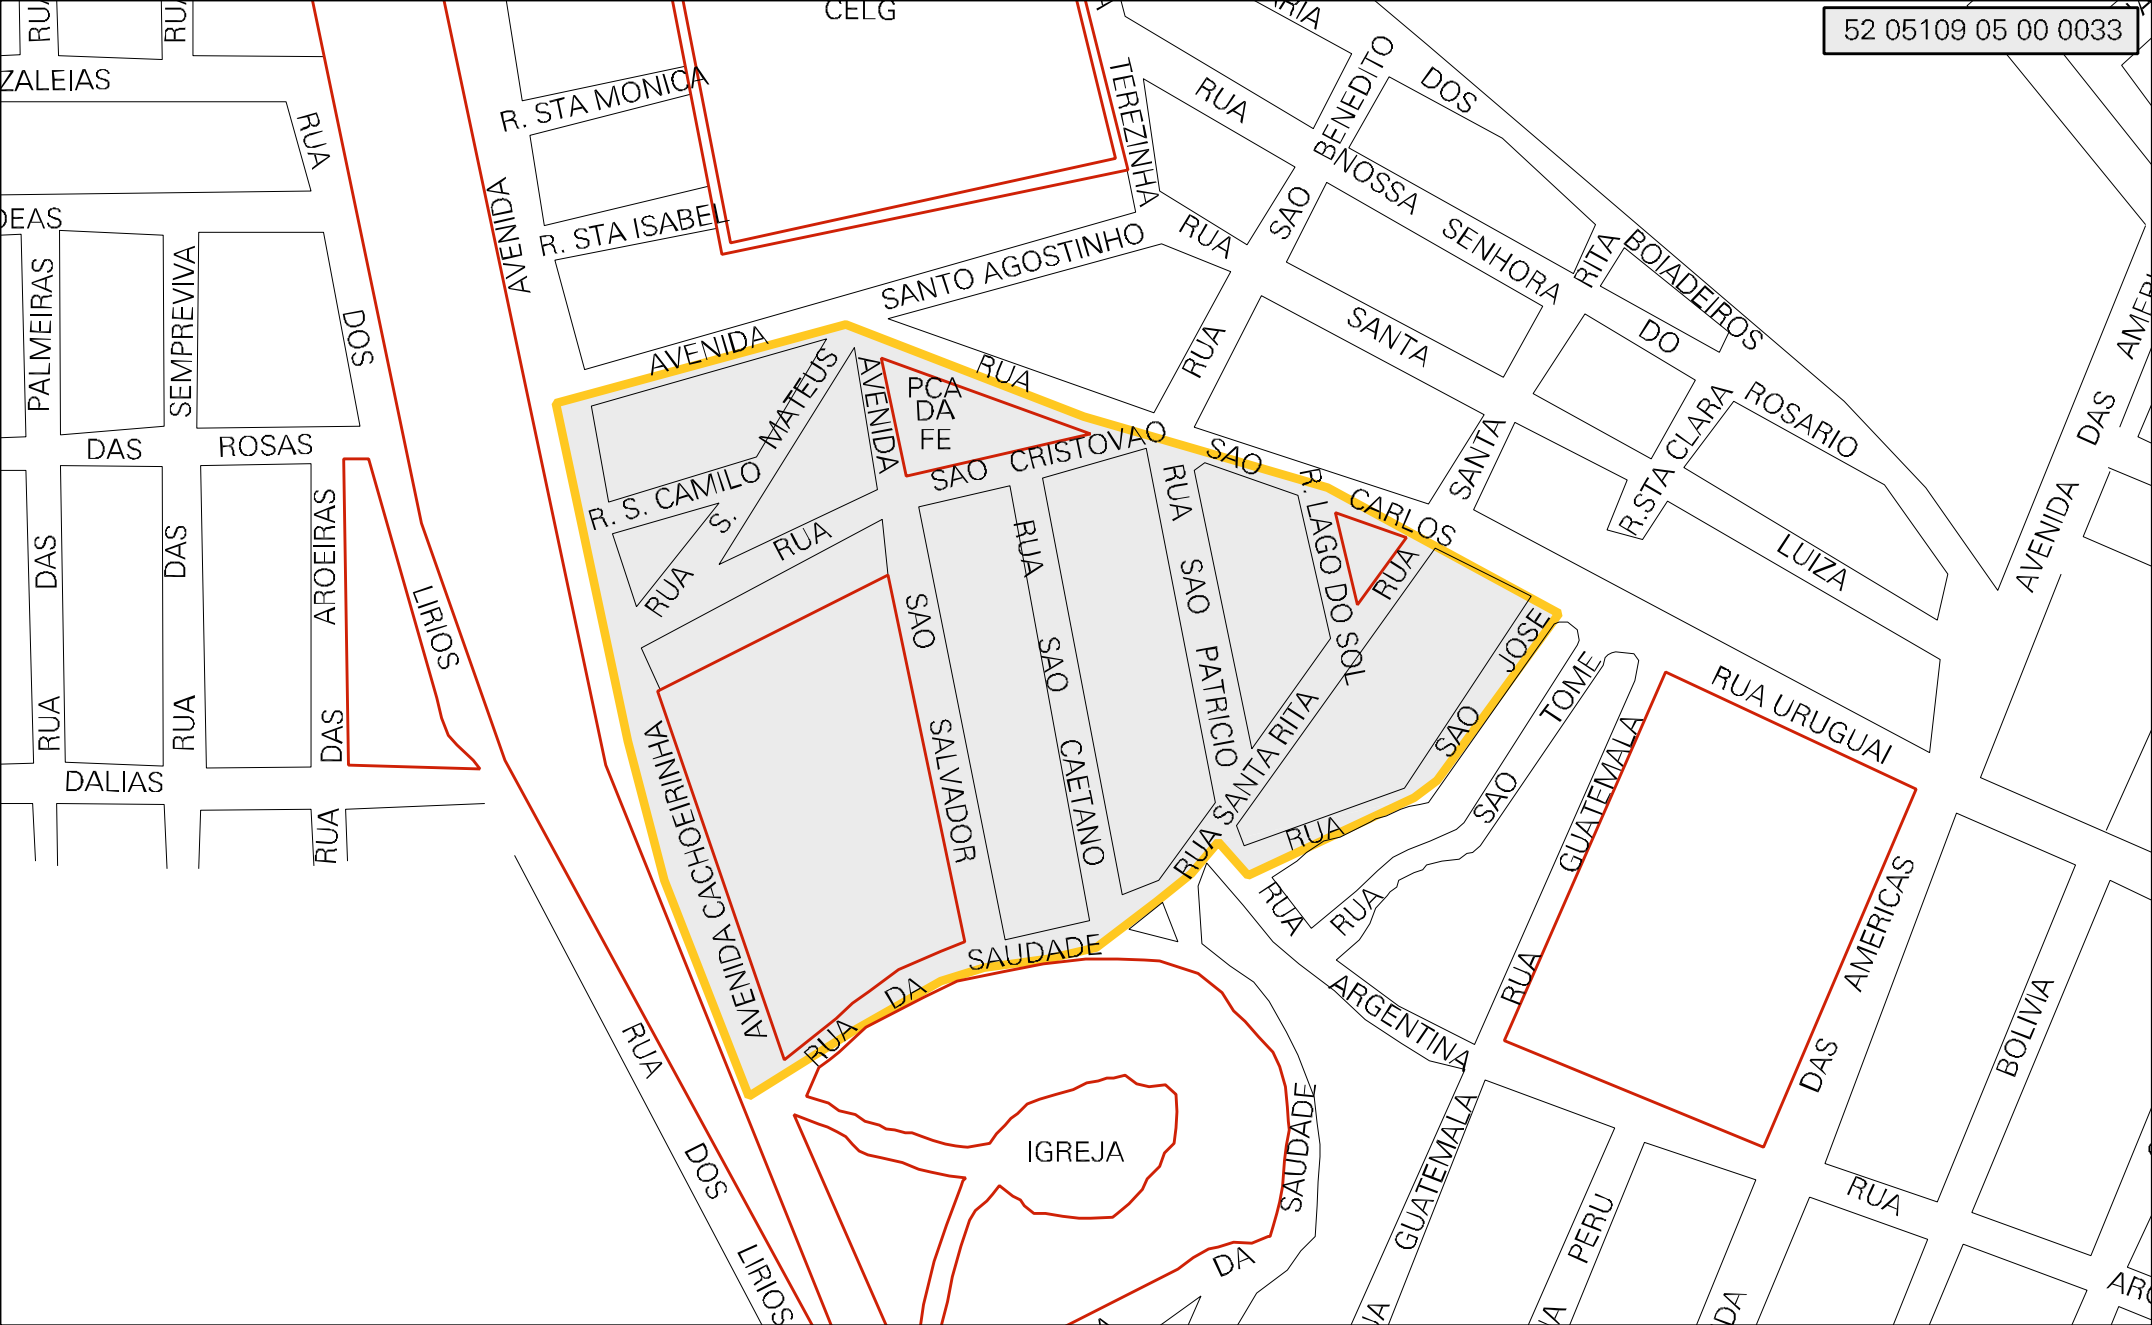 52 05109 05 00 0033
CELG
ZALEIAS
RUA
DOS
LIRIOS
PALMEIRAS
SEMPREVIVA
DAS
ROSAS
DAS
RUA
DAS
RUA
AROEIRAS
DAS
RUA
DALIAS
AVENIDA
R. STA MONICA
R. STA ISABEL
TEREZINHA
SANTO AGOSTINHO
AVENIDA
RUA
BENEDITO
SAO
RUA
DOS
BOIADEIROS
NOSSA
SENHORA
DO
ROSARIO
RITA
SANTA
RUA
SANTA
LUIZA
R.STA CLARA
RUA
SAO
CARLOS
AVENIDA
DAS
PCA
DA
FE
AVENIDA
SAO
SALVADOR
RUA
S.
MATEUS
R. S. CAMILO
RUA
SAO
CRISTOVAO
RUA
SAO
CAETANO
RUA
SAO
PATRICIO
R.
LAGO DO SOL
RUA
RUA SANTA RITA
RUA
SAO
JOSE
RUA
SAO
TOME
AVENIDA CACHOEIRINHA
RUA
DA
SAUDADE
RUA
ARGENTINA
RUA
GUATEMALA
RUA URUGUAI
DAS
AMERICAS
BOLIVIA
IGREJA
SAUDADE
DA
GUATEMALA
PERU
RUA
RUA
DOS
LIRIOS